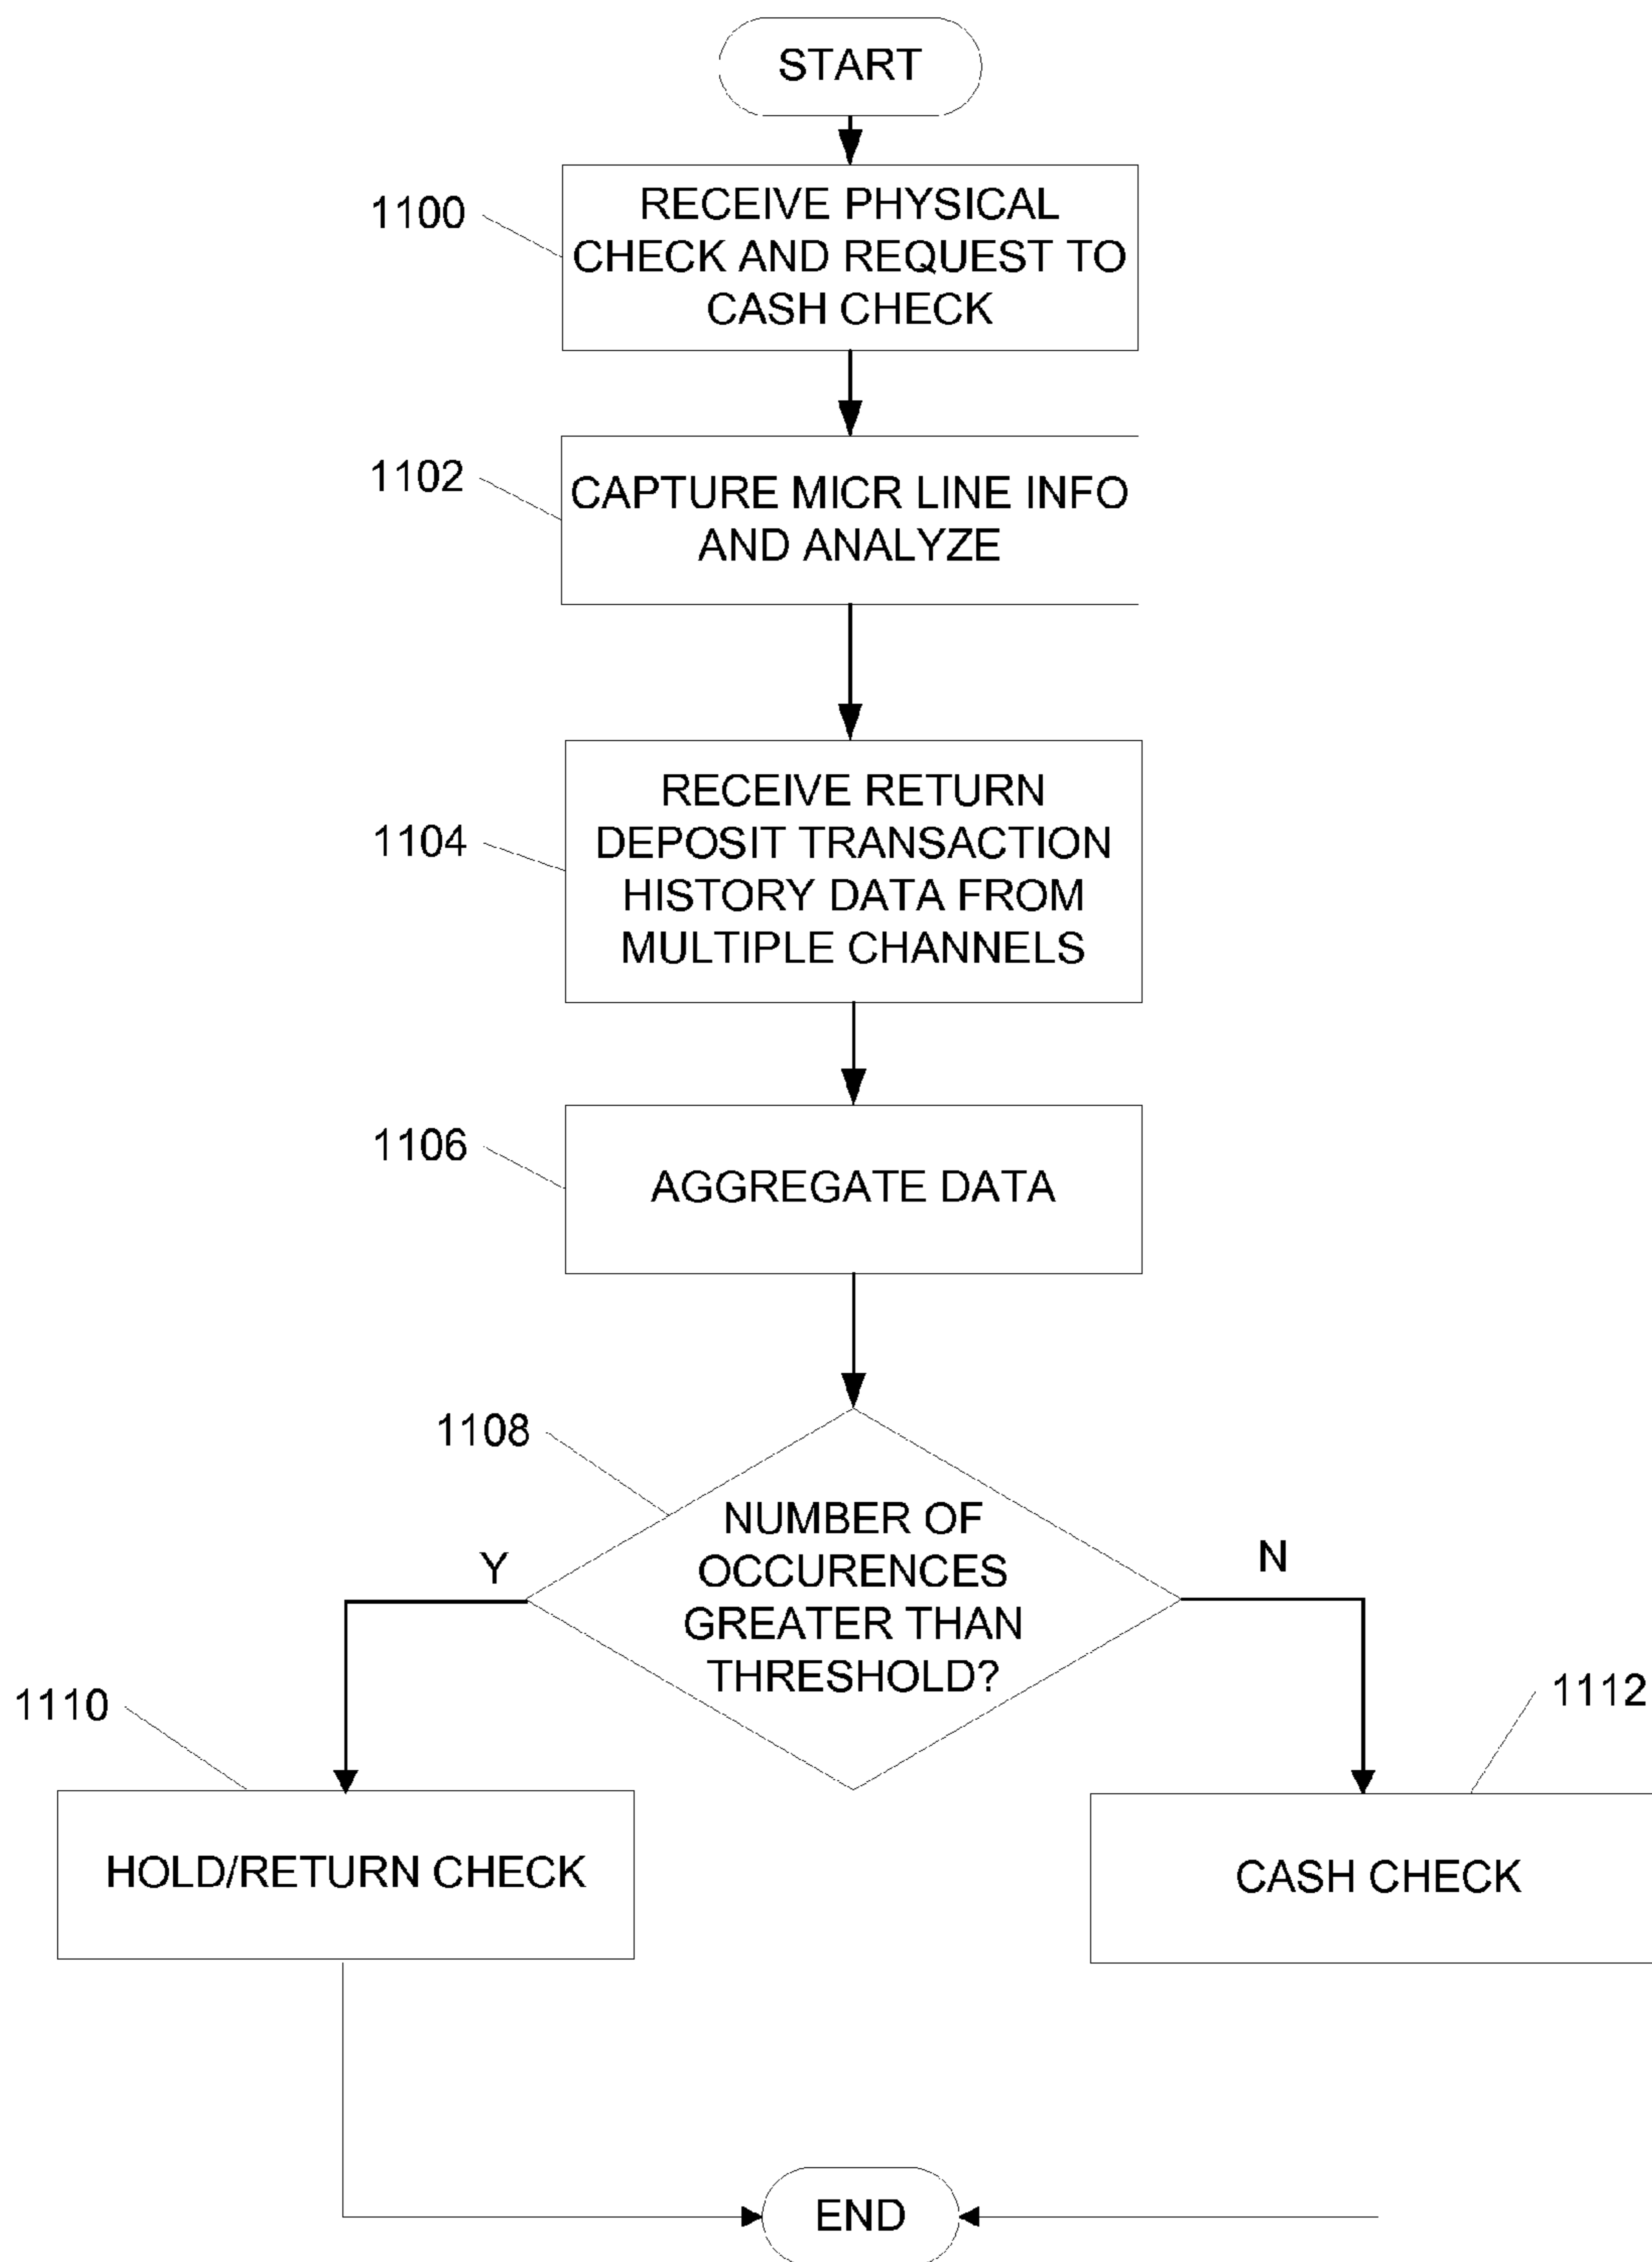 START
1100
RECEIVE PHYSICAL
CHECK AND REQUEST TO
CASH CHECK
1102
CAPTURE MICR LINE INFO
AND ANALYZE
1104
RECEIVE RETURN
DEPOSIT TRANSACTION
HISTORY DATA FROM
MULTIPLE CHANNELS
1106
AGGREGATE DATA
1108
NUMBER OF
OCCURENCES
GREATER THAN
THRESHOLD?
Y
N
1110
HOLD/RETURN CHECK
1112
CASH CHECK
END